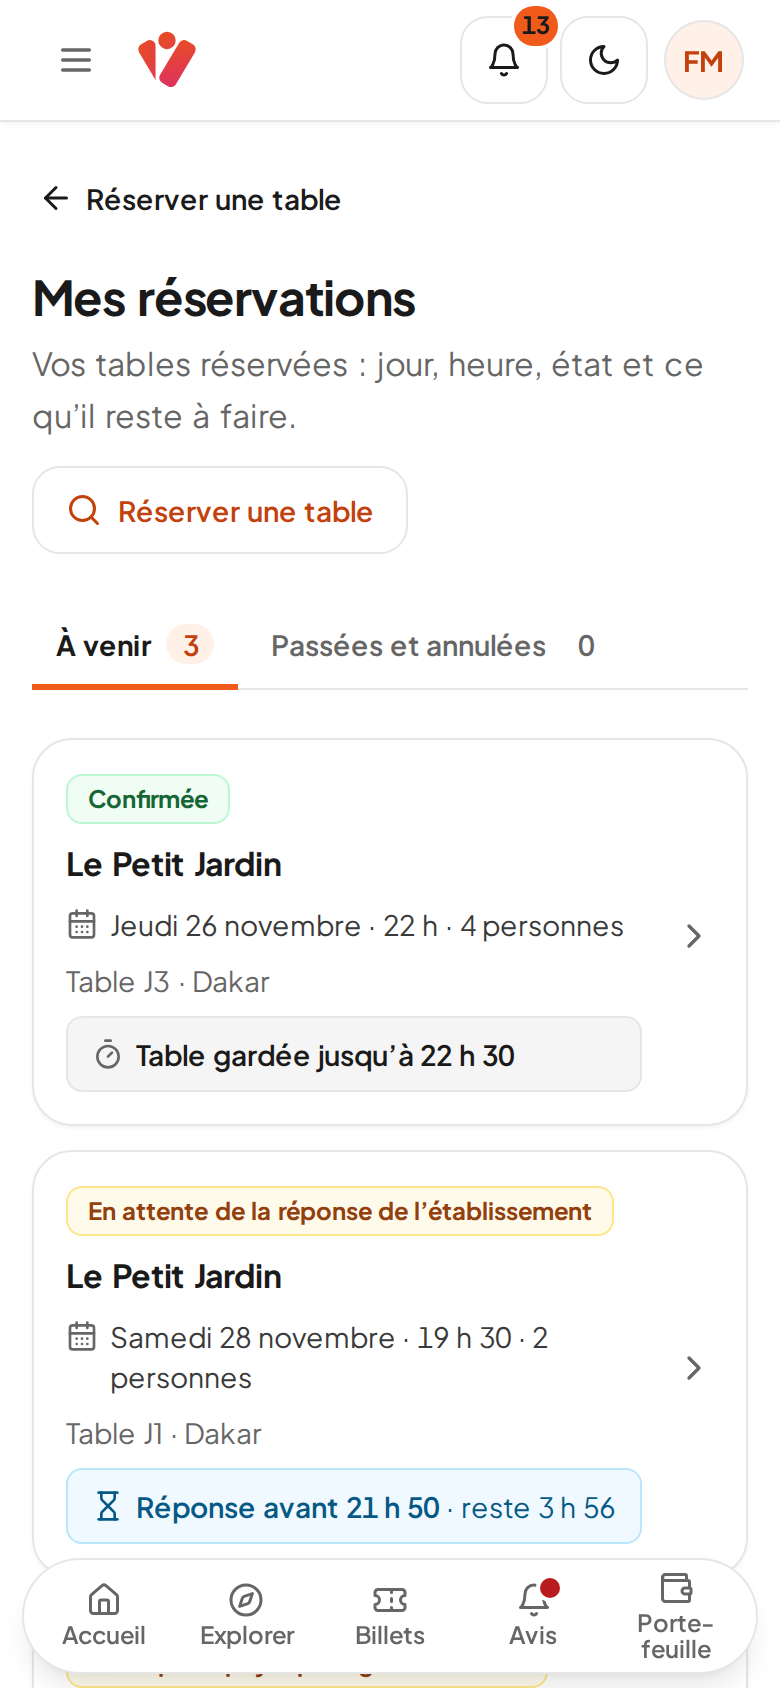 13
FM
Réserver une table
Mes réservations
Vos tables réservées : jour, heure, état et ce
qu’il reste à faire.
Réserver une table
À venir 3 Passées et annulées 0
Confirmée
Le Petit Jardin
Jeudi 26 novembre · 22 h · 4 personnes
Table J3 · Dakar
Table gardée jusqu’à 22 h 30
En attente de la réponse de l’établissement
Le Petit Jardin
Samedi 28 novembre · 19 h 30 · 2
personnes
Table J1 · Dakar
Réponse avant 21 h 50 · reste 3 h 56
Accueil Explorer Billets Avis Porte-
feuille